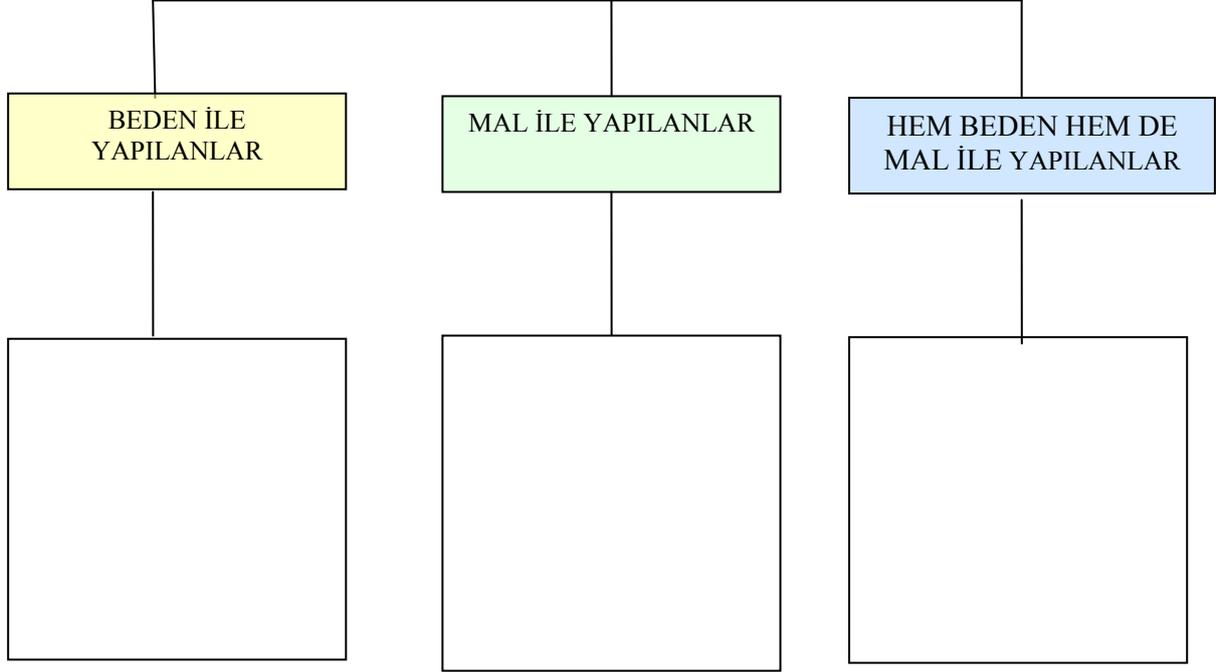 BEDEN İLE
YAPILANLAR
MAL İLE YAPILANLAR
HEM BEDEN HEM DE
MAL İLE YAPILANLAR